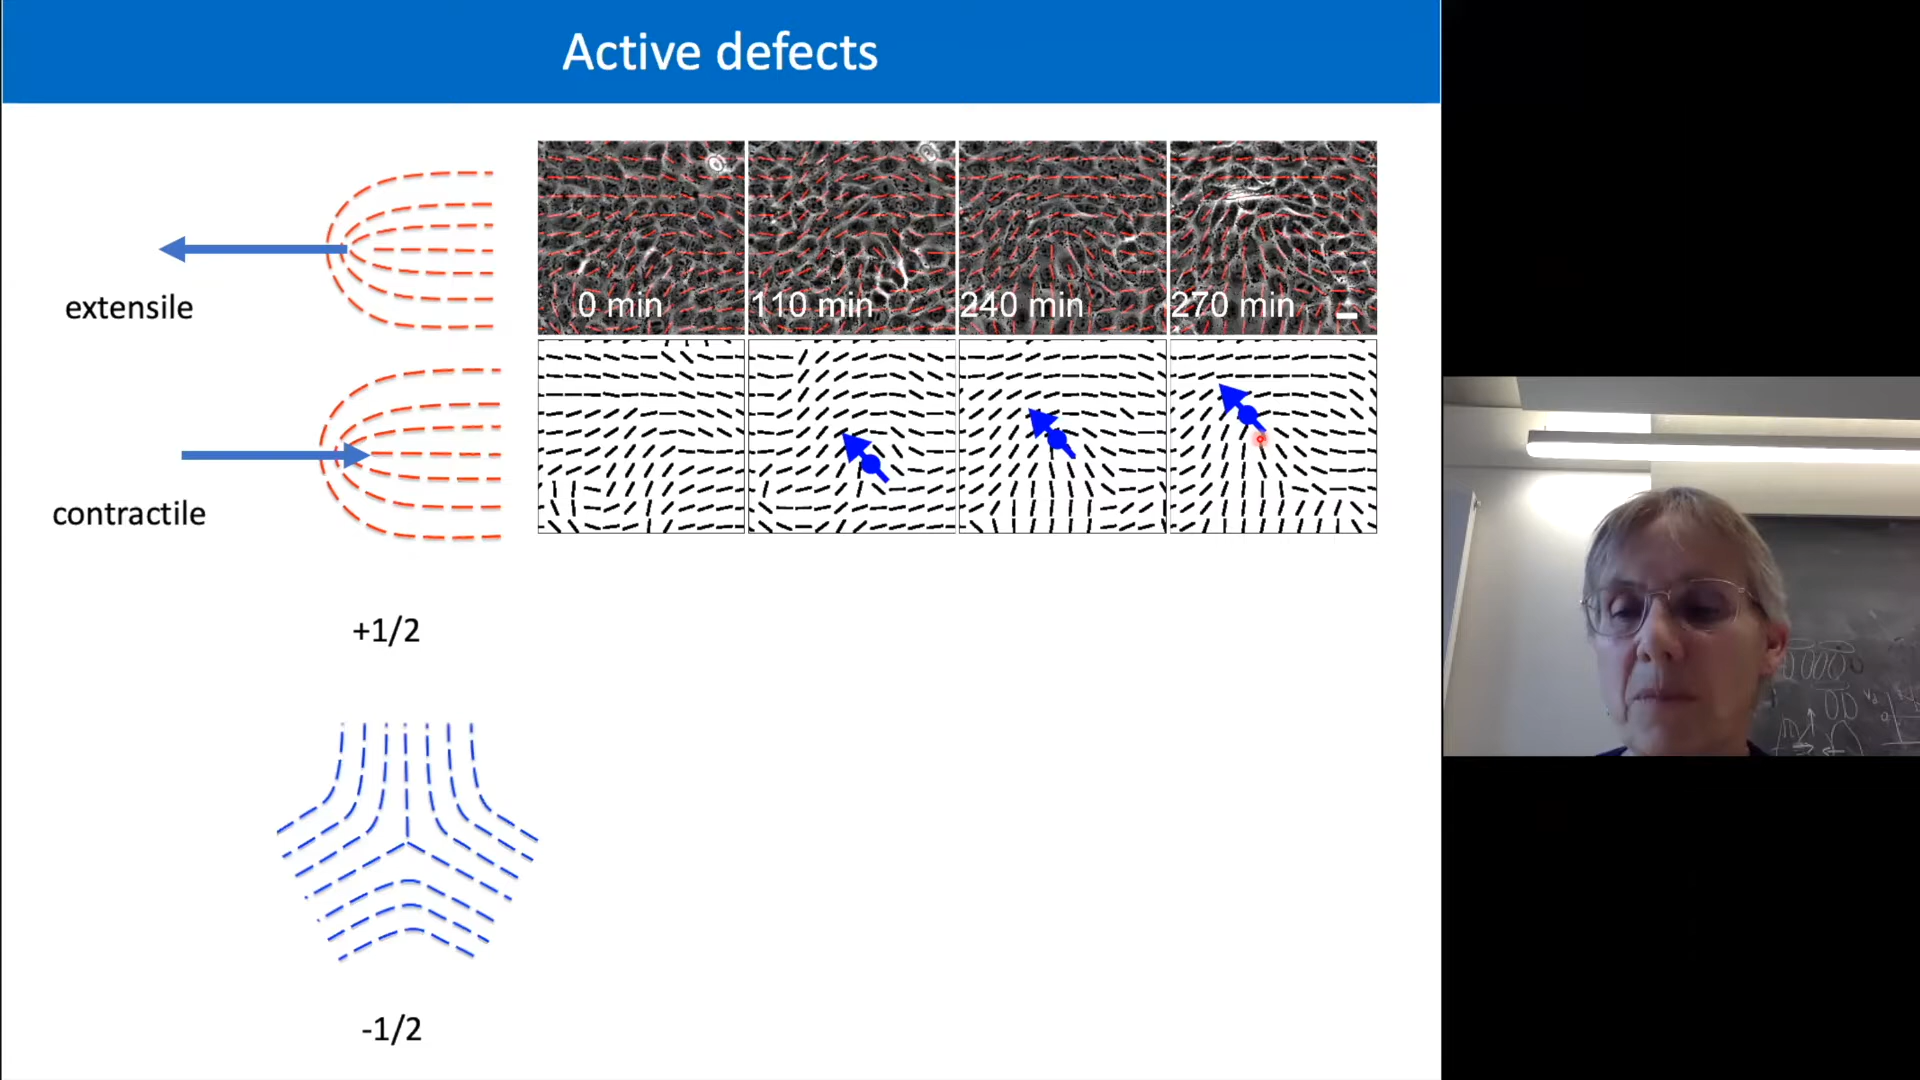 Active defects
extensile
contractile
0 min
110 min
240 min
270 min
+1/2
-1/2